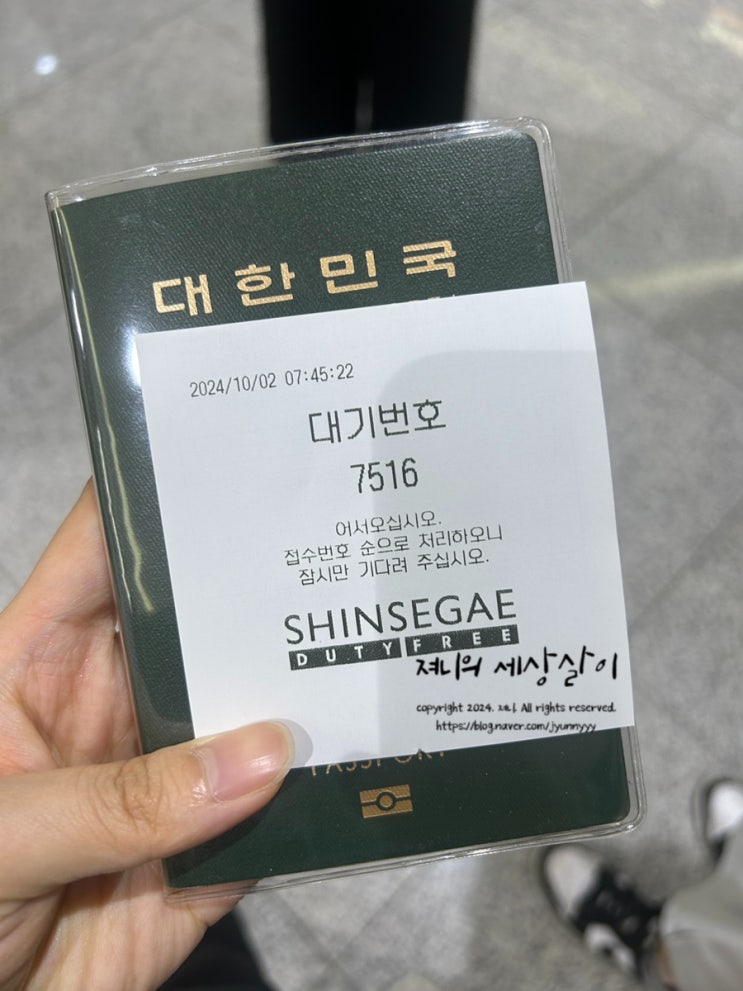 대한민국
2024/10/02 07:45:22
대기번호
7516
어서오십시오.
접수번호 순으로 처리하오니
잠시만 기다려 주십시오.
SHINSEGAE
DUTY FREE
져니의 세상살이
copyright 2024. 져니. All rights reserved.
https://blog.naver.com/jyunnyyy
PASSPORT